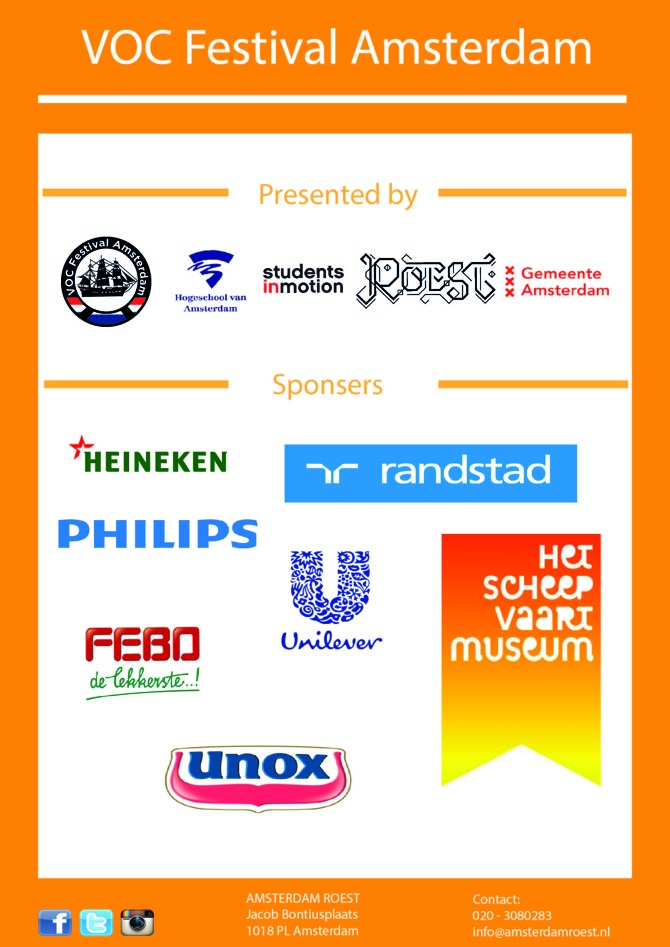 VOC Festival Amsterdam
Presented by
VOC Festival Amsterdam
Hogeschool van
Amsterdam
students
inmotion
ROEST
Gemeente
Amsterdam
Sponsers
HEINEKEN
randstad
PHILIPS
Unilever
HET
SCHEEP
VAART
MUSEUM
FEBO
de lekkerste..!
unox
AMSTERDAM ROEST
Jacob Bontiusplaats
1018 PL Amsterdam
Contact:
020 - 3080283
info@amsterdamroest.nl